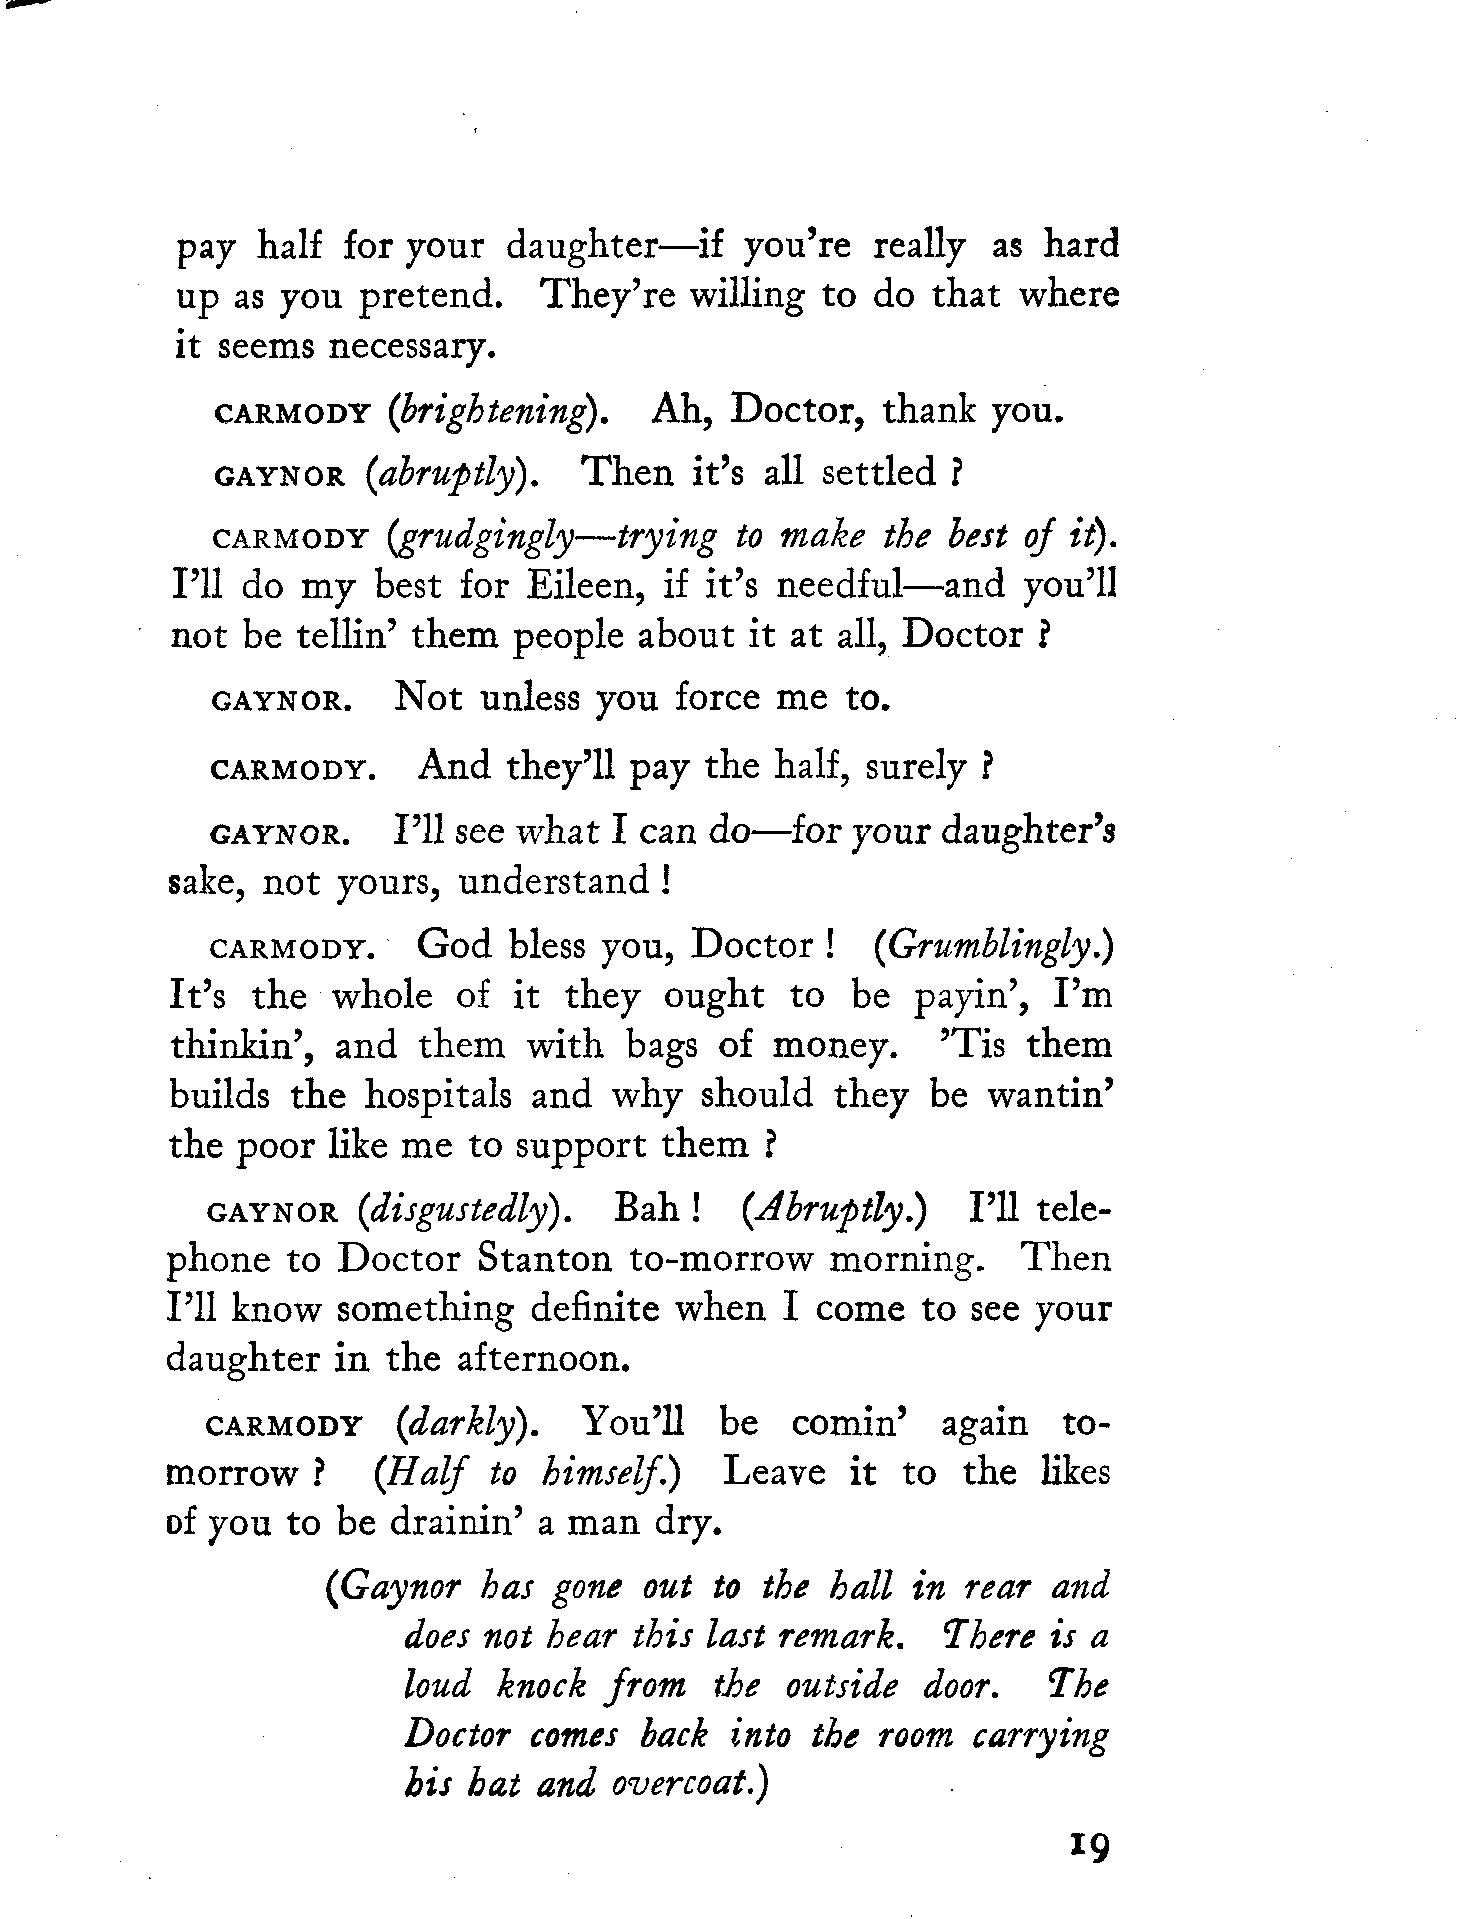 pay half for your daughter—if you're really as hard
up as you pretend. They're willing to do that where
it seems necessary.
CARMODY (brightening). Ah, Doctor, thank you.
GAYNOR (abruptly). Then it's all settled ?
CARMODY (grudgingly—trying to make the best of it).
I'll do my best for Eileen, if it's needful—and you'll
not be tellin' them people about it at all, Doctor ?
GAYNOR. Not unless you force me to.
CARMODY. And they'll pay the half, surely ?
GAYNOR. I'll see what I can do—for your daughter's
sake, not yours, understand !
CARMODY. God bless you, Doctor ! (Grumblingly.)
It's the whole of it they ought to be payin', I'm
thinkin', and them with bags of money. 'Tis them
builds the hospitals and why should they be wantin'
the poor like me to support them ?
GAYNOR (disgustedly). Bah ! (Abruptly.) I'll tele-
phone to Doctor Stanton to-morrow morning. Then
I'll know something definite when I come to see your
daughter in the afternoon.
CARMODY (darkly). You'll be comin' again to-
morrow ? (Half to himself.) Leave it to the likes
of you to be drainin' a man dry.
(Gaynor has gone out to the hall in rear and
does not hear this last remark. There is a
loud knock from the outside door. The
Doctor comes back into the room carrying
his hat and overcoat.)
19